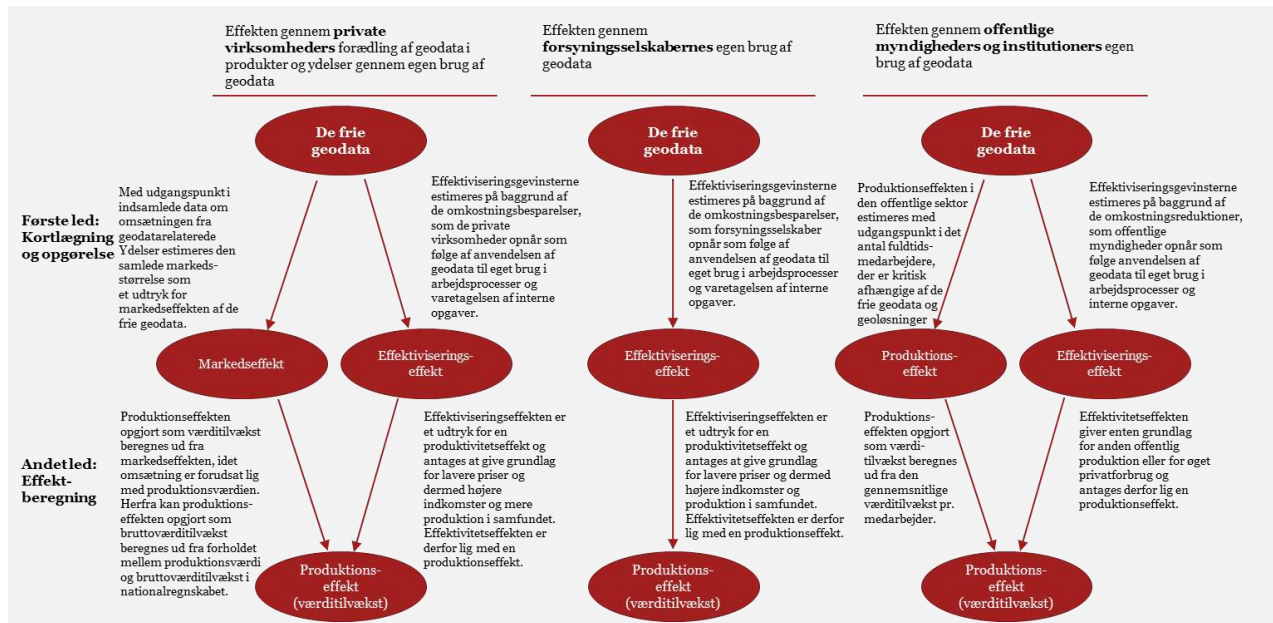 Effekten gennem private
virksomheders forædling af geodata i
produkter og ydelser gennem egen brug af
geodata
Effekten gennem
forsyningsselskabernes egen brug af
geodata
Effekten gennem offentlige
myndigheders og institutioners egen
brug af geodata
De frie
geodata
De frie
geodata
De frie
geodata
Første led:
Kortlægning
og opgørelse
Med udgangspunkt i
indsamlede data om
omsætningen fra
geodatarelaterede
Ydelser estimeres den
samlede markeds-
størrelse som
et udtryk for
markedseffekten af de
frie geodata.
Effektiviseringsgevinsterne
estimeres på baggrund af
de omkostningsbesparelser,
som de private
virksomheder opnår som
følge af anvendelsen af
geodata til eget brug i
arbejdsprocesser og
varetagelsen af interne
opgaver.
Effektiviseringsgevinsterne
estimeres på baggrund af
de omkostningsbesparelser,
som forsyningsselskaber
opnår som følge af
anvendelsen af geodata til
eget brug i arbejdsprocesser
og varetagelsen af interne
opgaver.
Produktionseffekten i
den offentlige sektor
estimeres med
udgangspunkt i det
antal fuldtids-
medarbejdere,
der er kritisk
afhængige af de
frie geodata og
geoløsninger
Effektiviseringsgevinsterne
estimeres på baggrund af
de omkostningsreduktioner,
som offentlige
myndigheder opnår som
følge anvendelsen af
geodata til eget brug i
arbejdsprocesser og
interne opgaver.
Markedseffekt
Effektiviserings-
effekt
Effektiviserings-
effekt
Produktions-
effekt
Effektiviserings-
effekt
Andet led:
Effekt-
beregning
Produktionseffekten
opgjort som værditilvækst
beregnes ud fra
markedseffekten, idet
omsætning er forudsat lig
med produktionsværdien.
Herfra kan produktions-
effekten opgjort som
bruttoværditilvækst
beregnes ud fra forholdet
mellem produktionsværdi
og bruttoværditilvækst i
nationalregnskabet.
Effektiviseringseffekten er
et udtryk for en
produktivitetseffekt og
antages at give grundlag
for lavere priser og
dermed højere
indkomster og mere
produktion i samfundet.
Effektivitetseffekten er
derfor lig med en
produktionseffekt.
Effektiviseringseffekten er
et udtryk for en
produktivitetseffekt og
antages at give grundlag
for lavere priser og dermed
højere indkomster og
produktion i samfundet.
Effektivitetseffekten er derfor
lig med en produktionseffekt.
Produktions-
effekten opgjort
som værdi-
tilvækst beregnes
ud fra den
gennemsnitlige
værditilvækst pr.
medarbejder.
Effektivitetseffekten
giver enten grundlag
for anden offentlig
produktion eller for øget
privatforbrug og
antages derfor lig en
produktionseffekt.
Produktions-
effekt
(værditilvækst)
Produktions-
effekt
(værditilvækst)
Produktions-
effekt
(værditilvækst)